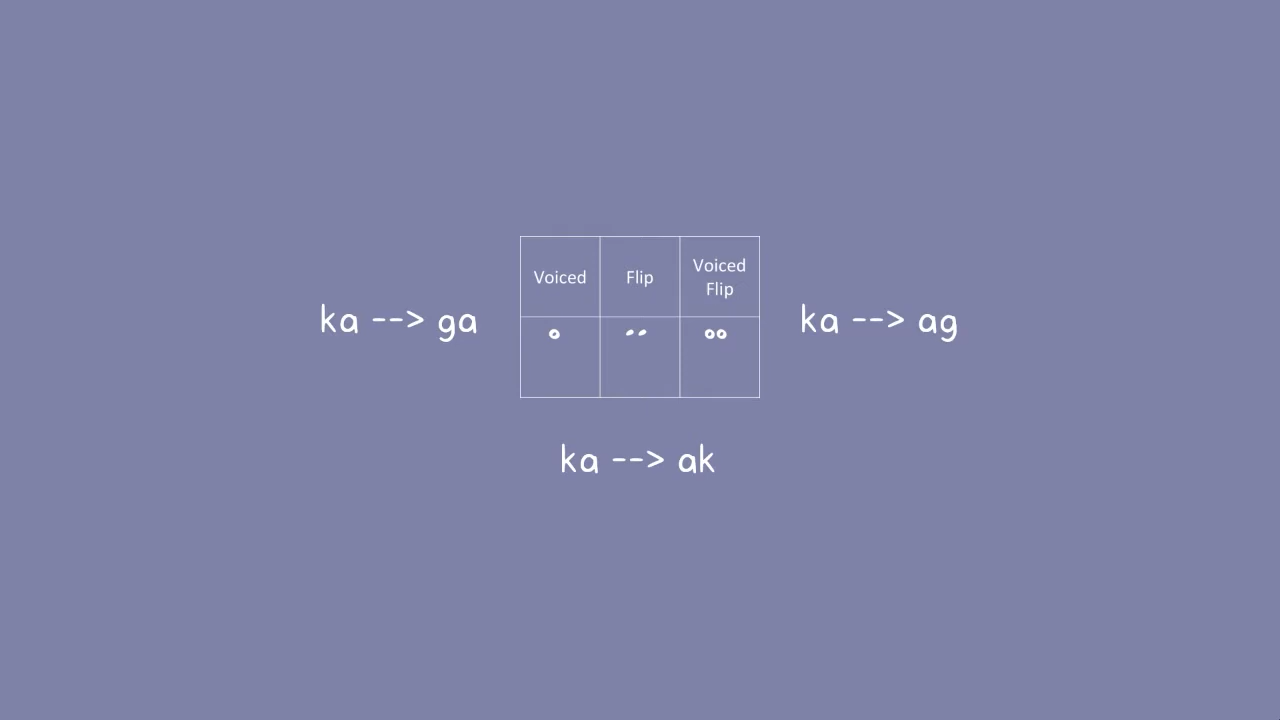 Voiced
Flip
Voiced
Flip
ka --> ga
ka --> ag
ka --> ak